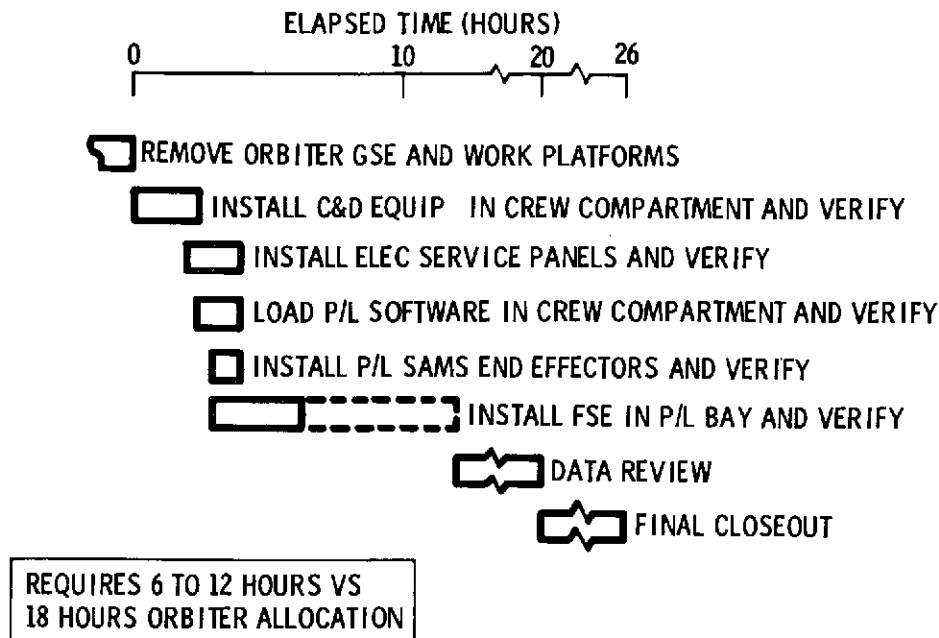 ELAPSED TIME (HOURS)
0 10 20 26
REMOVE ORBITER GSE AND WORK PLATFORMS
INSTALL C&D EQUIP IN CREW COMPARTMENT AND VERIFY
INSTALL ELEC SERVICE PANELS AND VERIFY
LOAD P/L SOFTWARE IN CREW COMPARTMENT AND VERIFY
INSTALL P/L SAMS END EFFECTORS AND VERIFY
INSTALL FSE IN P/L BAY AND VERIFY
DATA REVIEW
FINAL CLOSEOUT
REQUIRES 6 TO 12 HOURS VS
18 HOURS ORBITER ALLOCATION